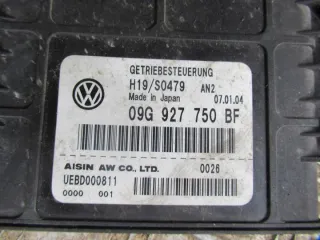 GETRIEBESTEUERUNG
H19/S0479 AN2
Made in Japan 07.01.04
09G 927 750 BF
AISIN AW CO., LTD. 0026
UEBD000811
0000 001